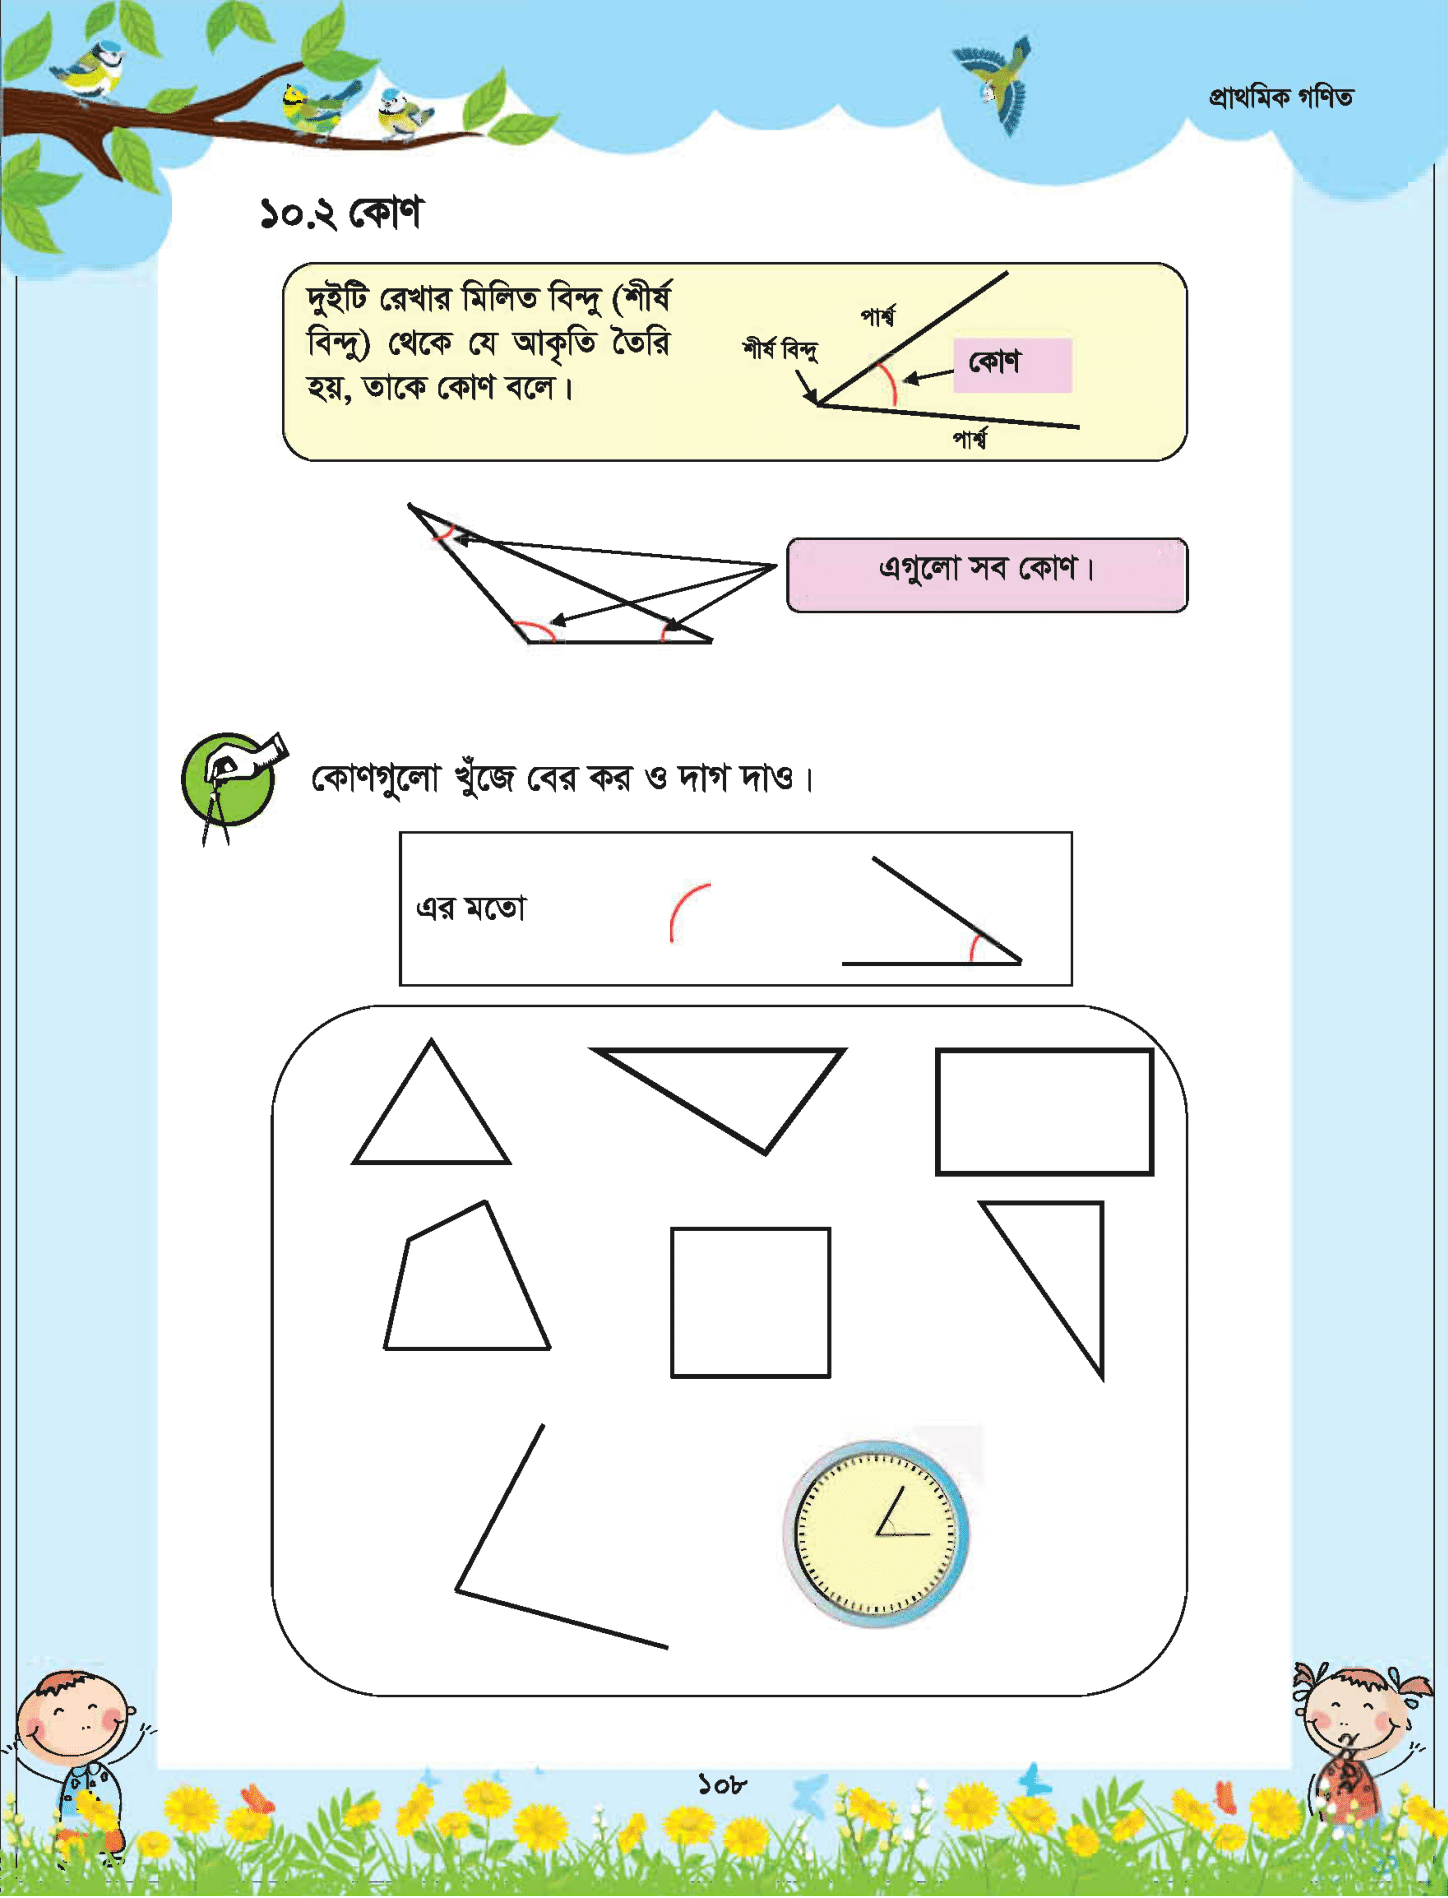 প্রাথমিক গণিত
১০.২ কোণ
দুইটি রেখার মিলিত বিন্দু (শীর্ষ
বিন্দু) থেকে যে আকৃতি তৈরি
হয়, তাকে কোণ বলে।
পার্শ্ব
শীর্ষ বিন্দু
কোণ
পার্শ্ব
এগুলো সব কোণ।
কোণগুলো খুঁজে বের কর ও দাগ দাও।
এর মতো
১০৮